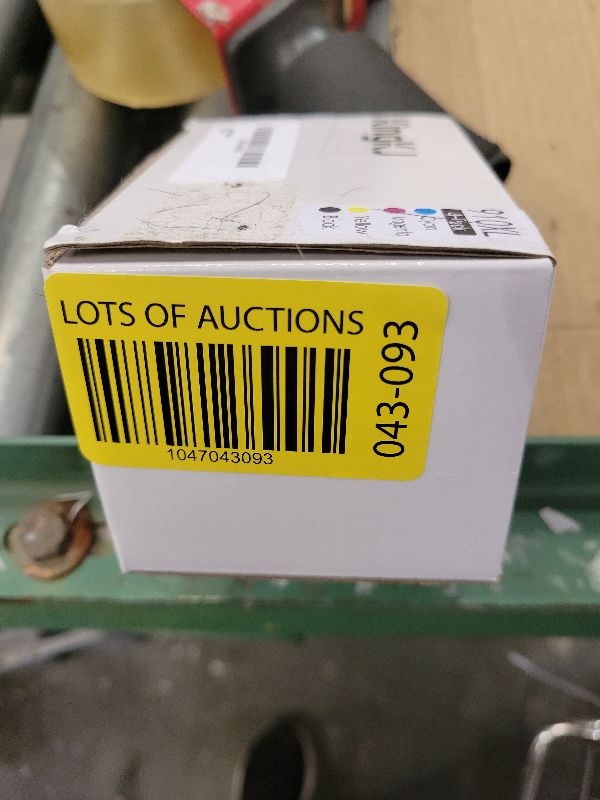 LOTS OF AUCTIONS
043-093
1047043093
Black
Yellow
Magenta
Cyan